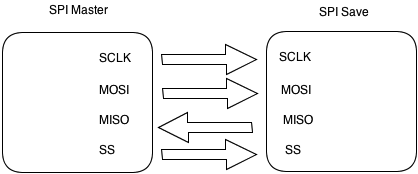 SPI Master
SPI Save
SCLK
SCLK
MOSI
MOSI
MISO
MISO
SS
SS